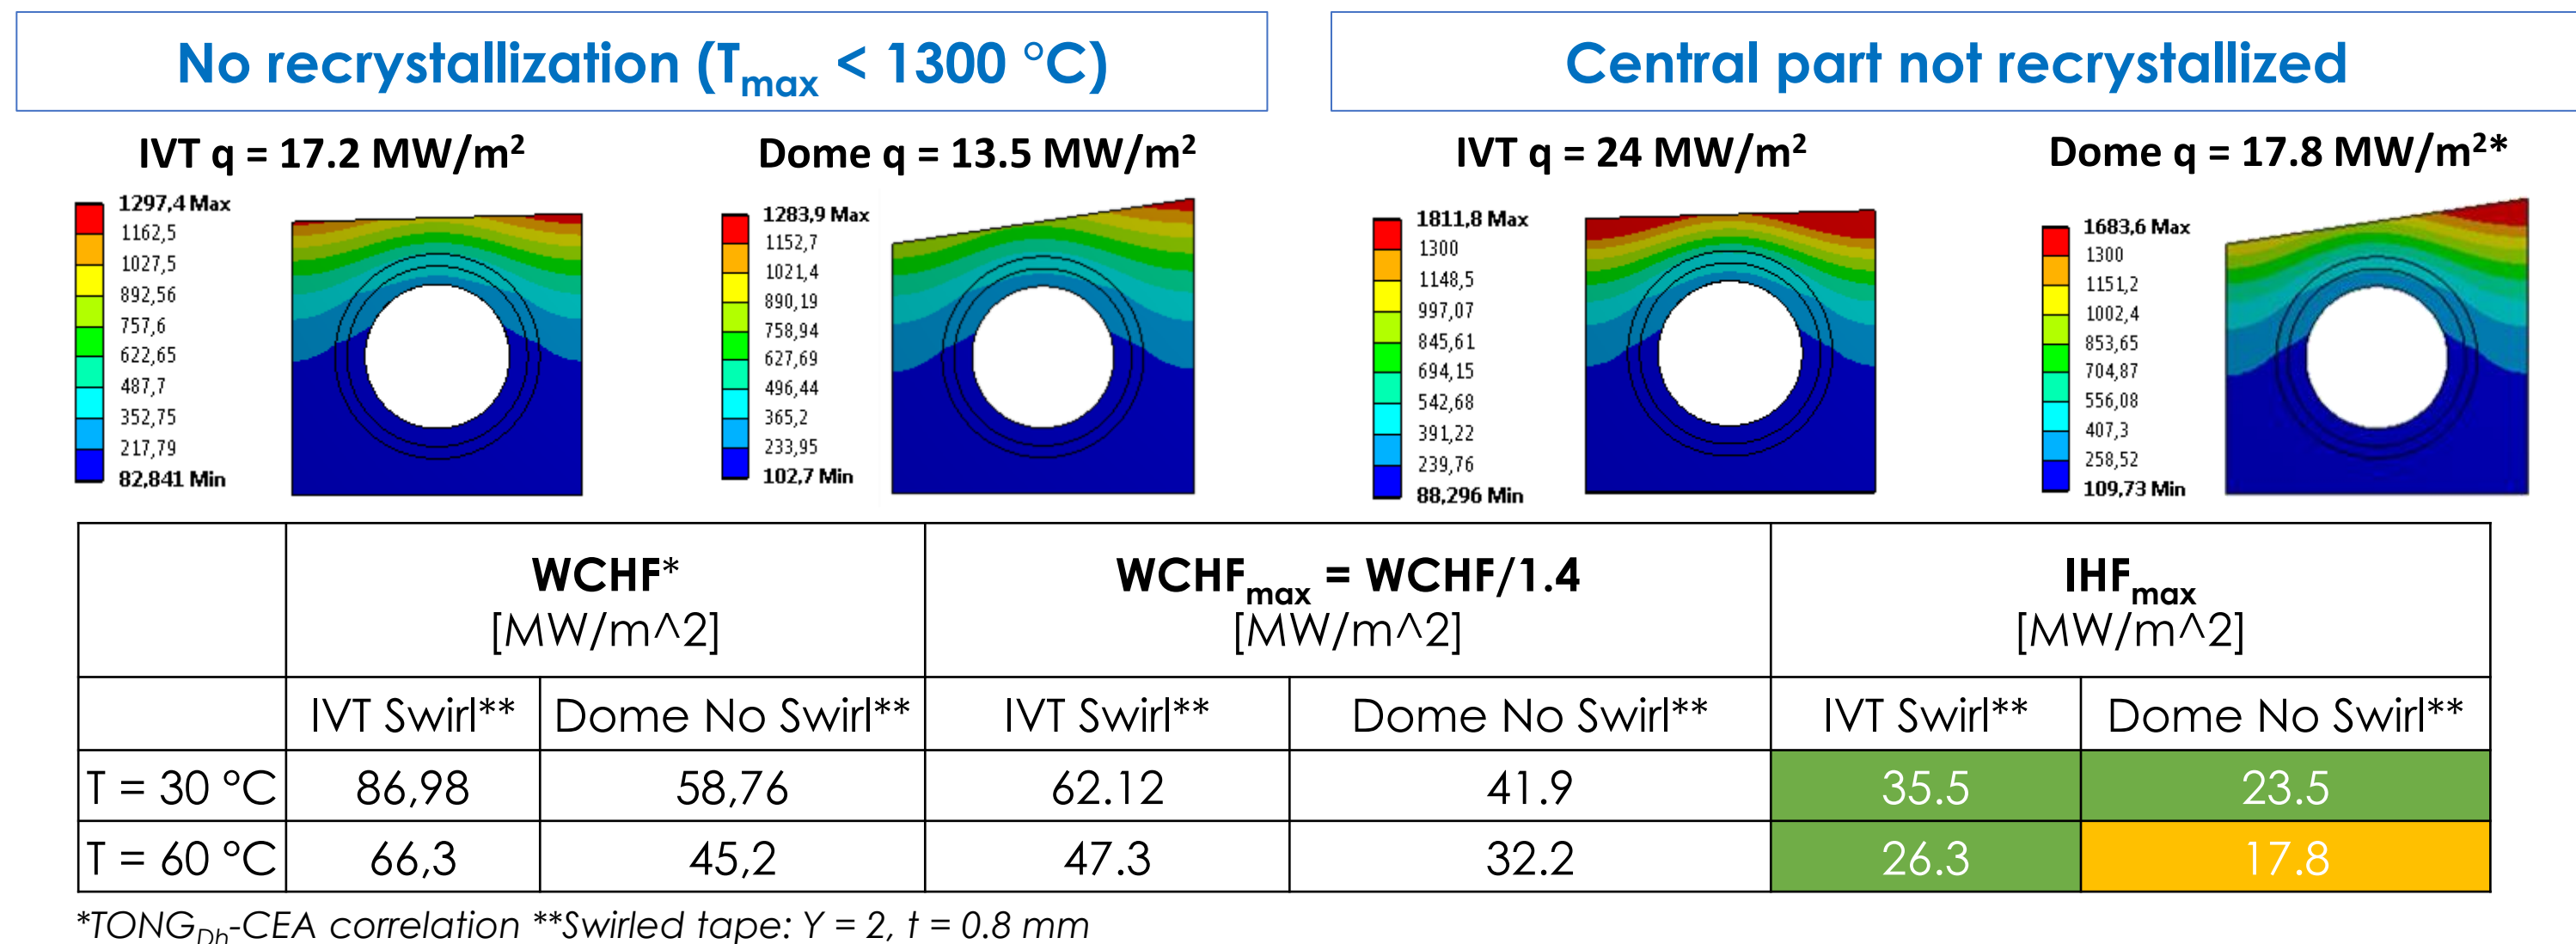 No recrystallization (Tmax < 1300 °C)
Central part not recrystallized
IVT q = 17.2 MW/m²
Dome q = 13.5 MW/m²
IVT q = 24 MW/m²
Dome q = 17.8 MW/m²*
1297,4 Max
1162,5
1027,5
892,56
757,6
622,65
487,7
352,75
217,79
82,841 Min
1283,9 Max
1152,7
1021,4
890,19
758,94
627,69
496,44
365,2
233,95
102,7 Min
1811,8 Max
1300
1148,5
997,07
845,61
694,15
542,68
391,22
239,76
88,296 Min
1683,6 Max
1300
1151,2
1002,4
853,65
704,87
556,08
407,3
258,52
109,73 Min
WCHF* WCHFmax = WCHF/1.4 IHFmax
[MW/m^2] [MW/m^2] [MW/m^2]
IVT Swirl** Dome No Swirl** IVT Swirl** Dome No Swirl** IVT Swirl** Dome No Swirl**
T = 30 °C 86,98 58,76 62.12 41.9 35.5 23.5
T = 60 °C 66,3 45,2 47.3 32.2 26.3 17.8
*TONGDh-CEA correlation **Swirled tape: Y = 2, t = 0.8 mm